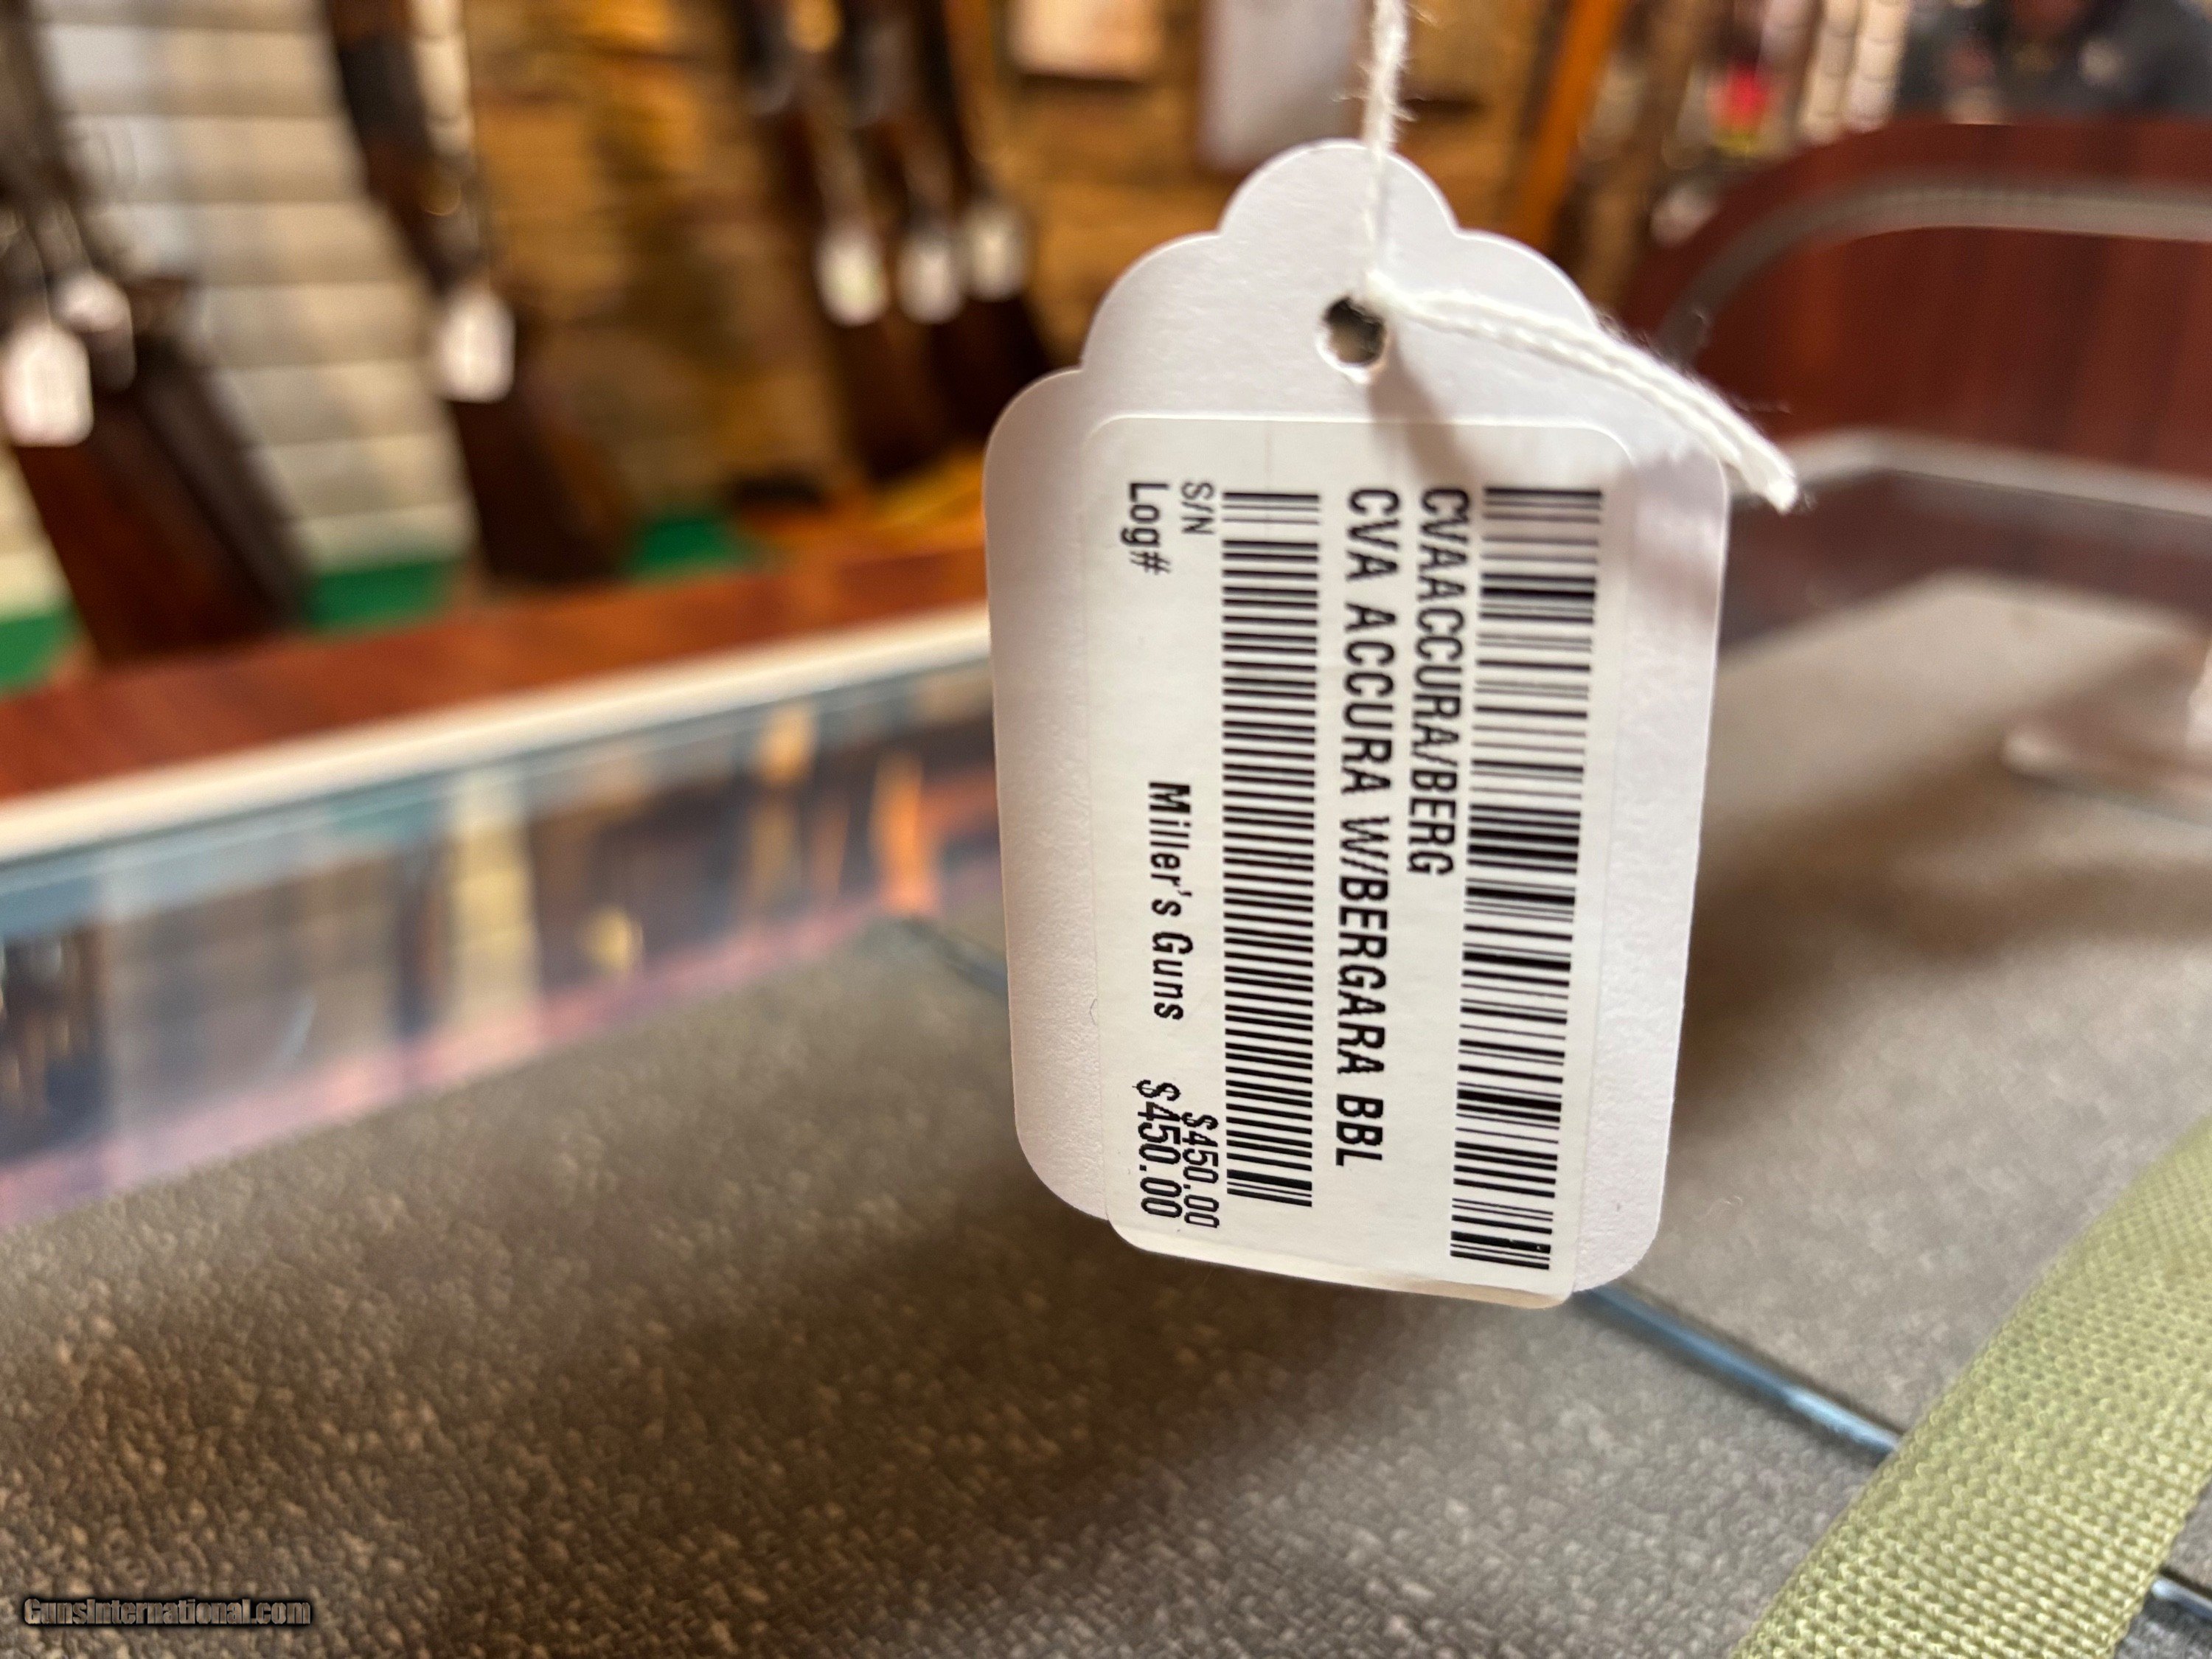 CVAACCURA/BERG
CVA ACCURA W/BERGARA BBL
S/N $450.00
Log# Miller's Guns $450.00
GunsInternational.com